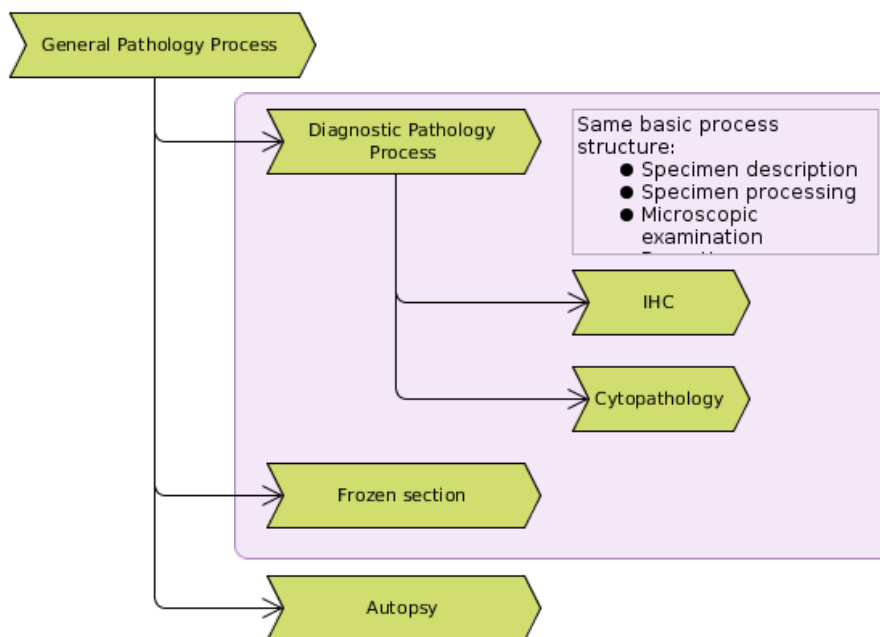 General Pathology Process
Diagnostic Pathology
Process
Same basic process
structure:
● Specimen description
● Specimen processing
● Microscopic
examination
IHC
Cytopathology
Frozen section
Autopsy